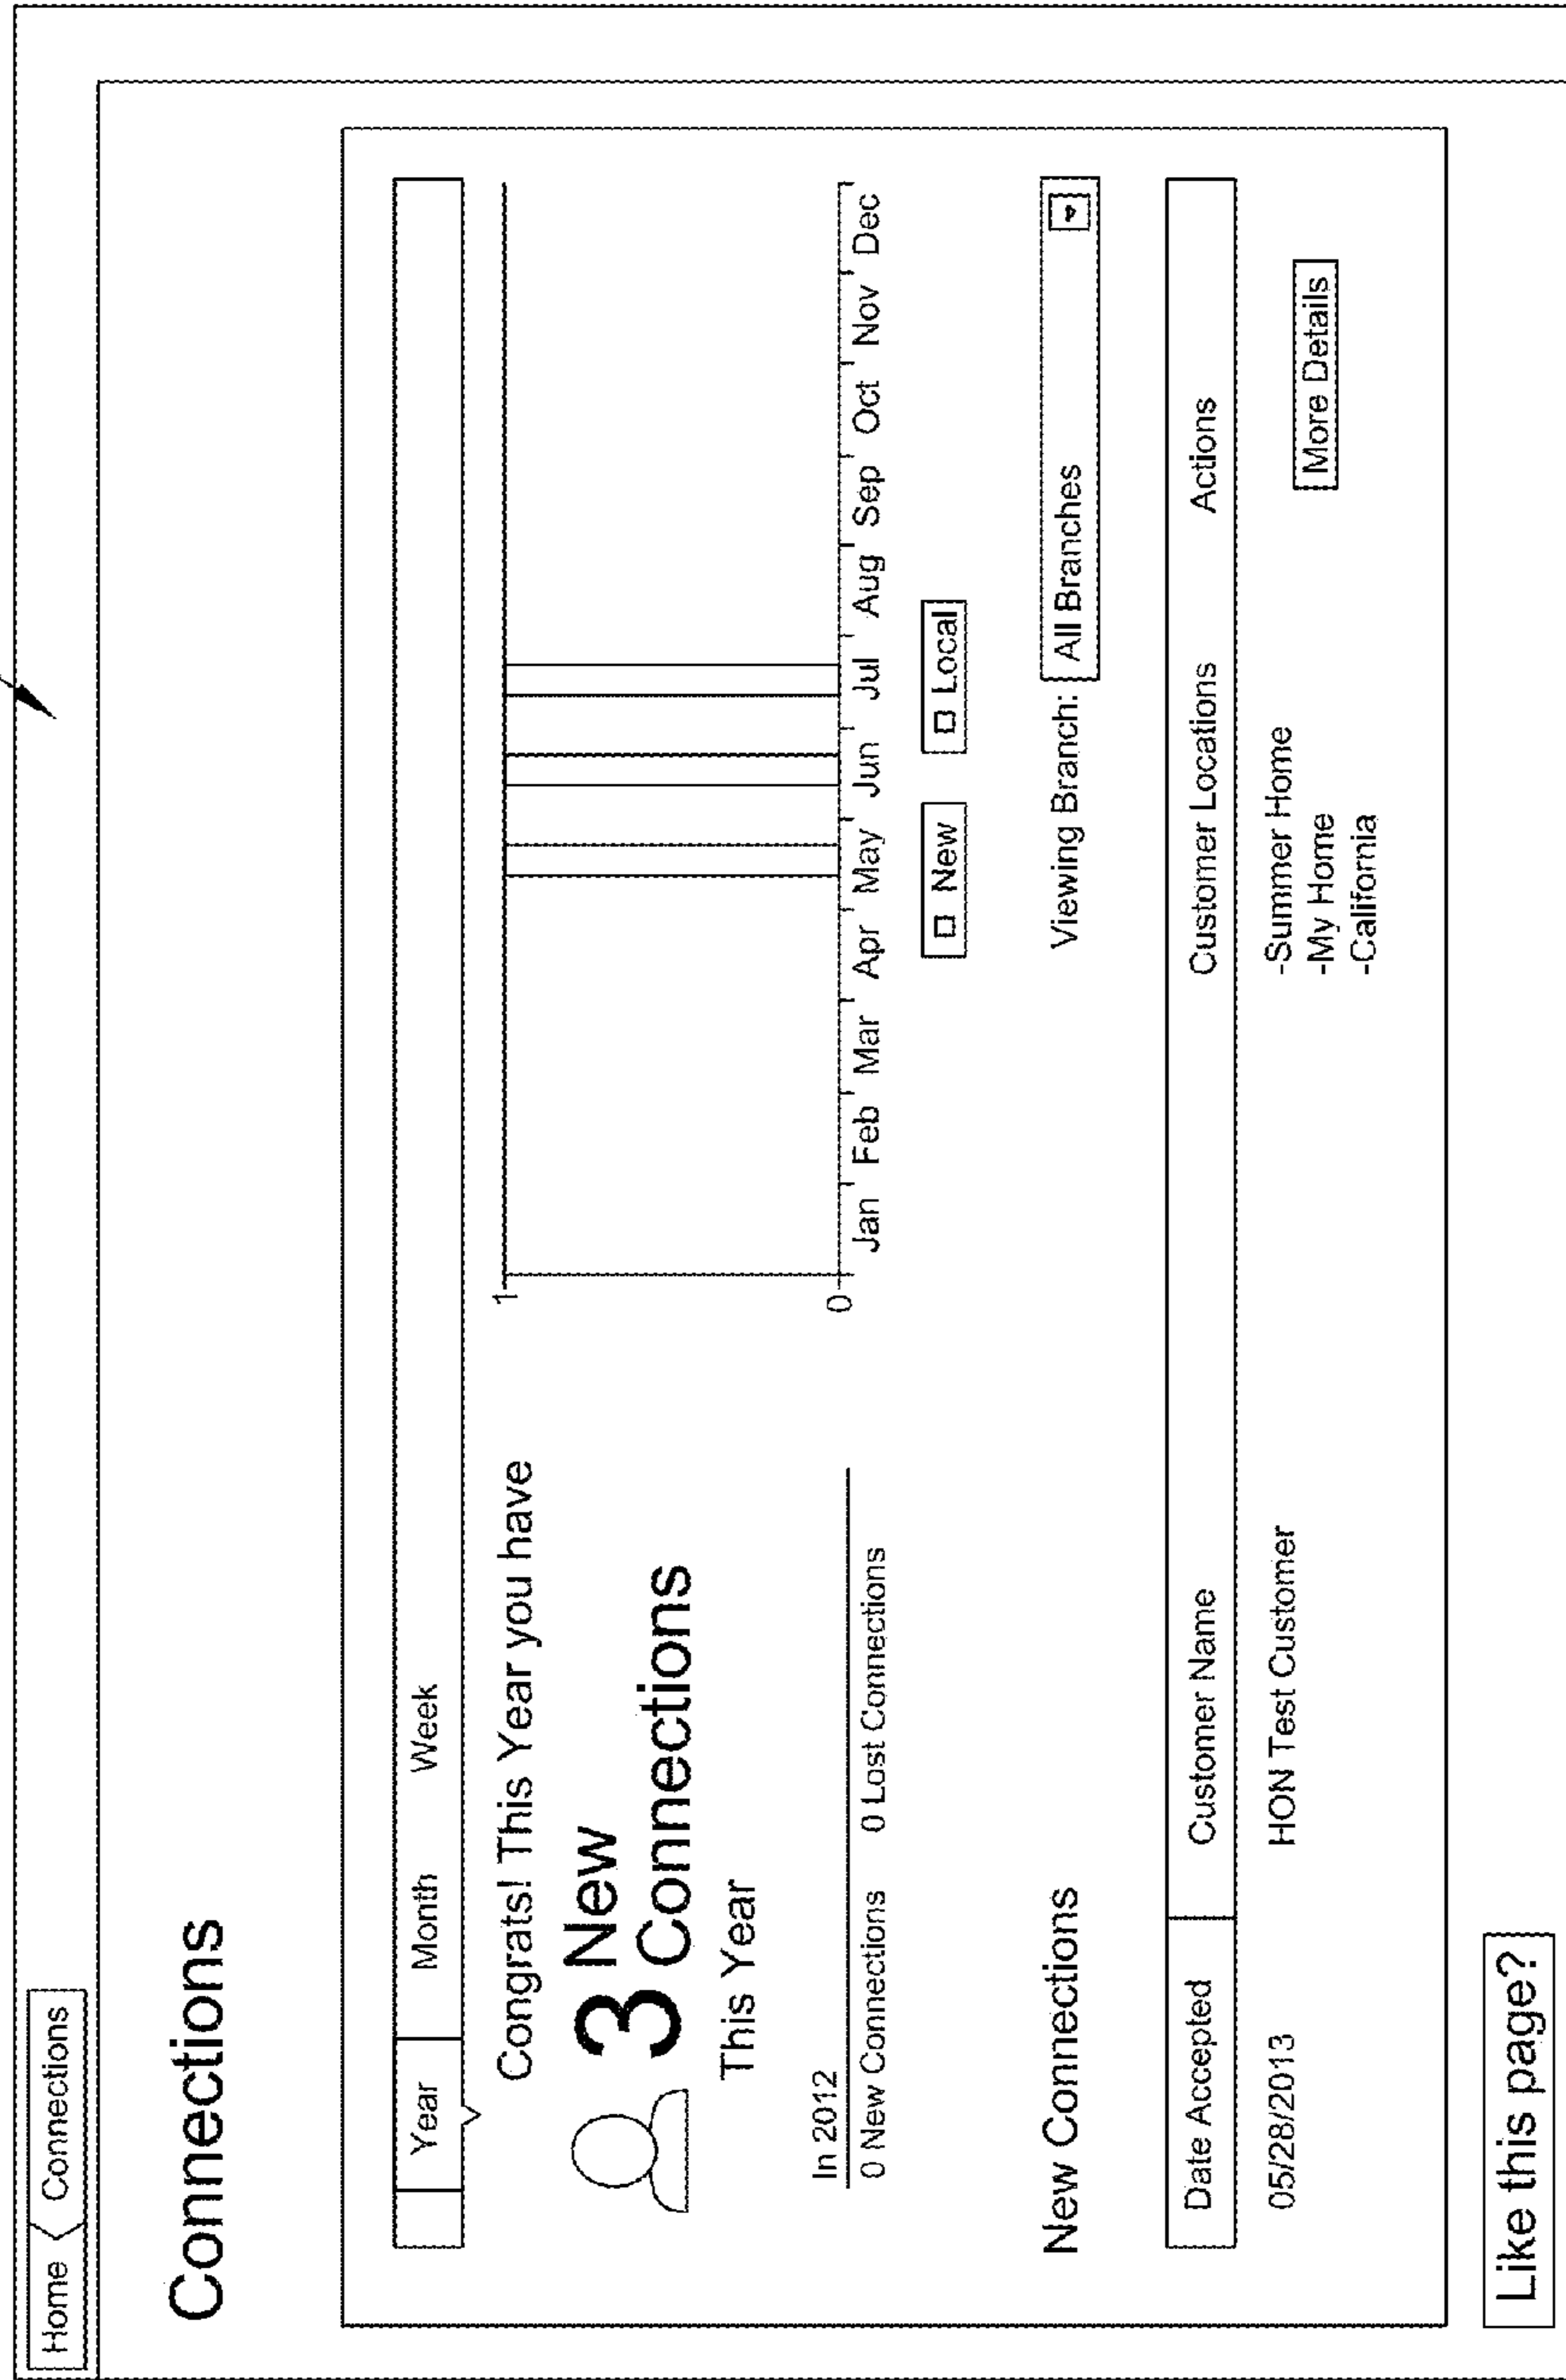 Home Connections
Connections
Year Month Week
Congrats! This Year you have
3 New
3 Connections
This Year
In 2012
0 New Connections 0 Lost Connections
1
0
Jan Feb Mar Apr May Jun Jul Aug Sep Oct Nov Dec
New Local
New Connections
Viewing Branch: All Branches
Date Accepted Customer Name Customer Locations Actions
05/28/2013 HON Test Customer -Summer Home More Details
-My Home
-California
Like this page?